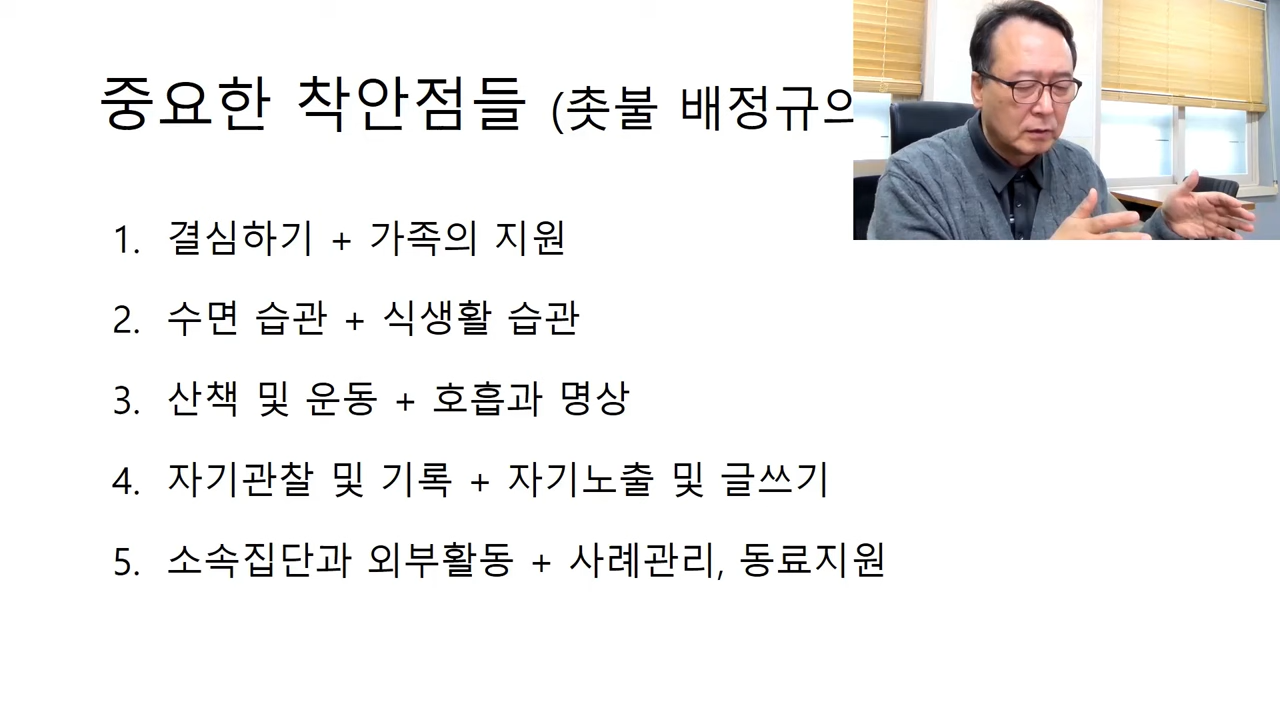 중요한 착안점들 (촛불 배정규의
1. 결심하기 + 가족의 지원
2. 수면 습관 + 식생활 습관
3. 산책 및 운동 + 호흡과 명상
4. 자기관찰 및 기록 + 자기노출 및 글쓰기
5. 소속집단과 외부활동 + 사례관리, 동료지원